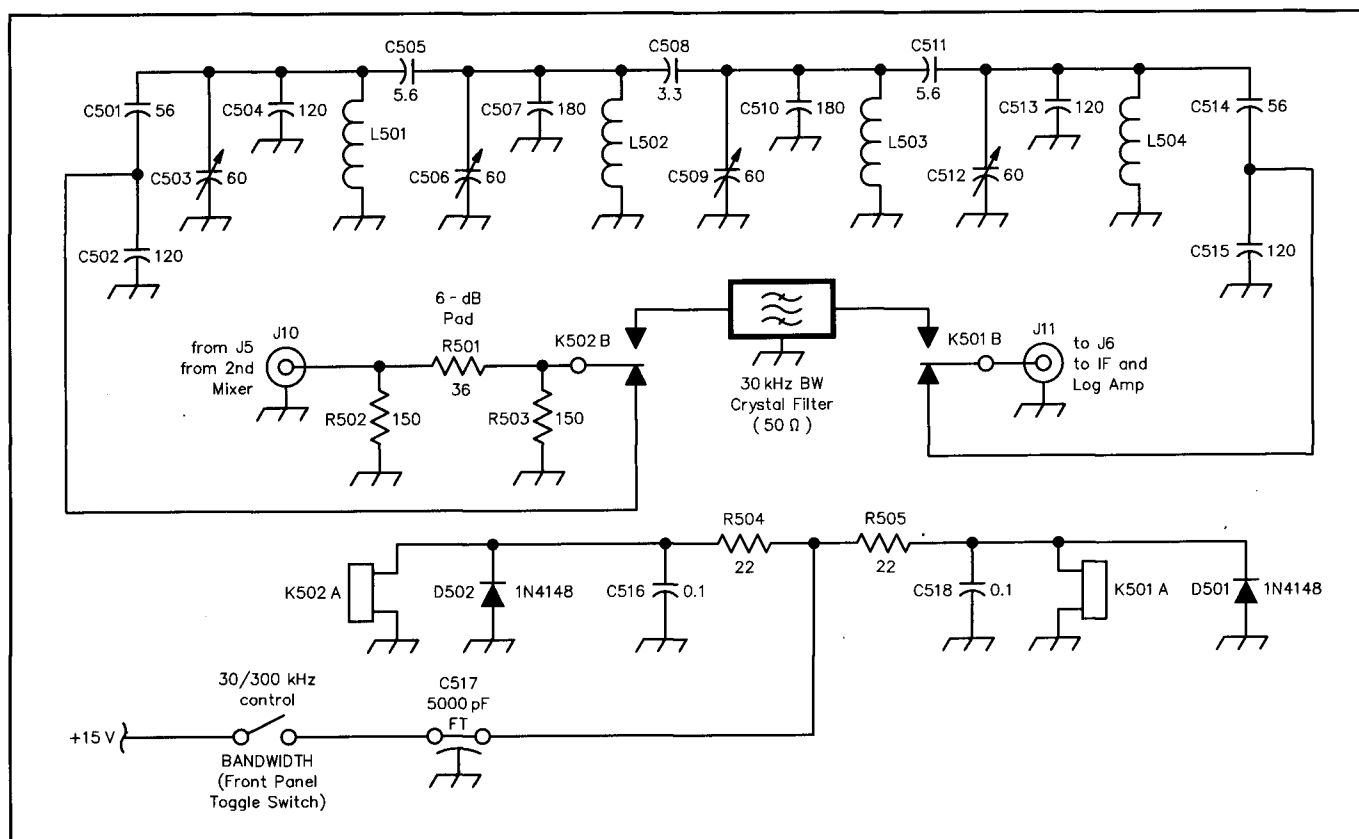 C505
5.6
C508
3.3
C511
5.6
C501
56
C504
120
L501
C507
180
L502
C510
180
L503
C513
120
L504
C514
56
C503
60
C506
60
C509
60
C512
60
C502
120
C515
120
6-dB
Pad
J10
from J5
from 2nd
Mixer
R501
36
K502 B
R502
150
R503
150
30 kHz BW
Crystal Filter
(50 Ω)
K501 B
J11
to J6
to IF and
Log Amp
R504
22
R505
22
K502 A
D502
1N4148
C516
0.1
C518
0.1
K501 A
D501
1N4148
30/300 kHz
control
C517
5000 pF
FT
+15 V
BANDWIDTH
(Front Panel
Toggle Switch)